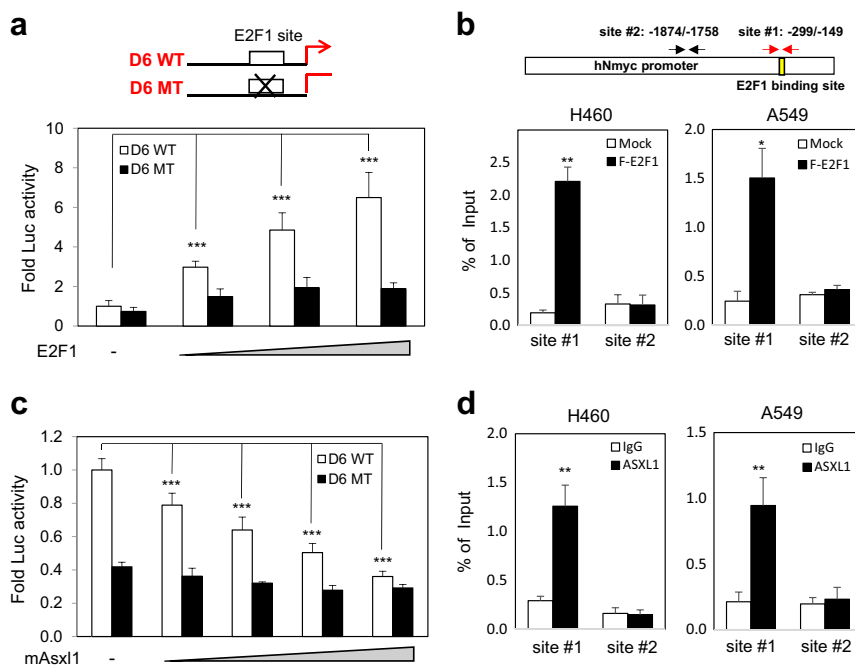 a
E2F1 site
D6 WT
D6 MT
Fold Luc activity
10
8
6
4
2
0
D6 WT
D6 MT
***
***
***
E2F1
-
b
site #2: -1874/-1758
site #1: -299/-149
hNmyc promoter
E2F1 binding site
H460
% of Input
2.5
2.0
1.5
1.0
0.5
0.0
Mock
F-E2F1
**
site #1
site #2
A549
2.0
1.5
1.0
0.5
0.0
Mock
F-E2F1
*
site #1
site #2
c
Fold Luc activity
1.2
1.0
0.8
0.6
0.4
0.2
0.0
D6 WT
D6 MT
***
***
***
***
mAsxl1
-
d
H460
% of Input
2.0
1.5
1.0
0.5
0.0
IgG
ASXL1
**
site #1
site #2
A549
1.5
1.0
0.5
0.0
IgG
ASXL1
**
site #1
site #2